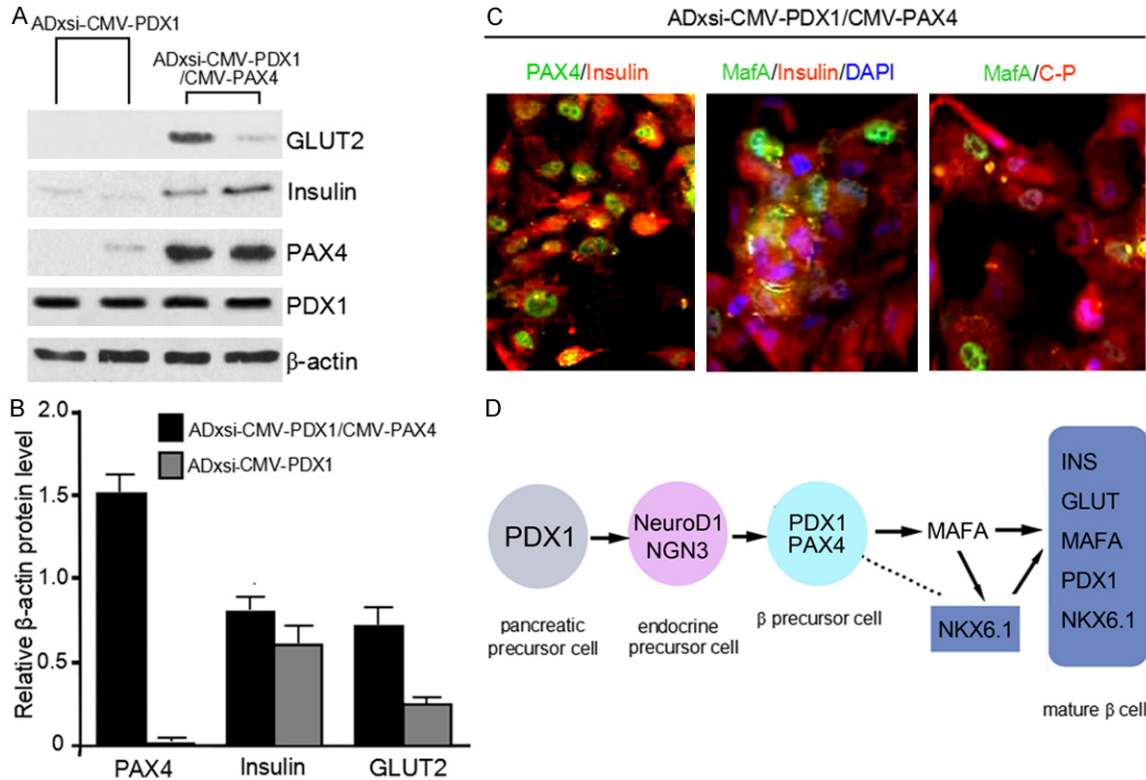 A
ADxsi-CMV-PDX1
ADxsi-CMV-PDX1
/CMV-PAX4
GLUT2
Insulin
PAX4
PDX1
β-actin
B
Relative β-actin protein level
2.0
1.5
1.0
0.5
0
ADxsi-CMV-PDX1/CMV-PAX4
ADxsi-CMV-PDX1
PAX4
Insulin
GLUT2
C
ADxsi-CMV-PDX1/CMV-PAX4
PAX4/Insulin
MafA/Insulin/DAPI
MafA/C-P
D
PDX1
pancreatic
precursor cell
NeuroD1
NGN3
endocrine
precursor cell
PDX1
PAX4
β precursor cell
MAFA
NKX6.1
INS
GLUT
MAFA
PDX1
NKX6.1
mature β cell